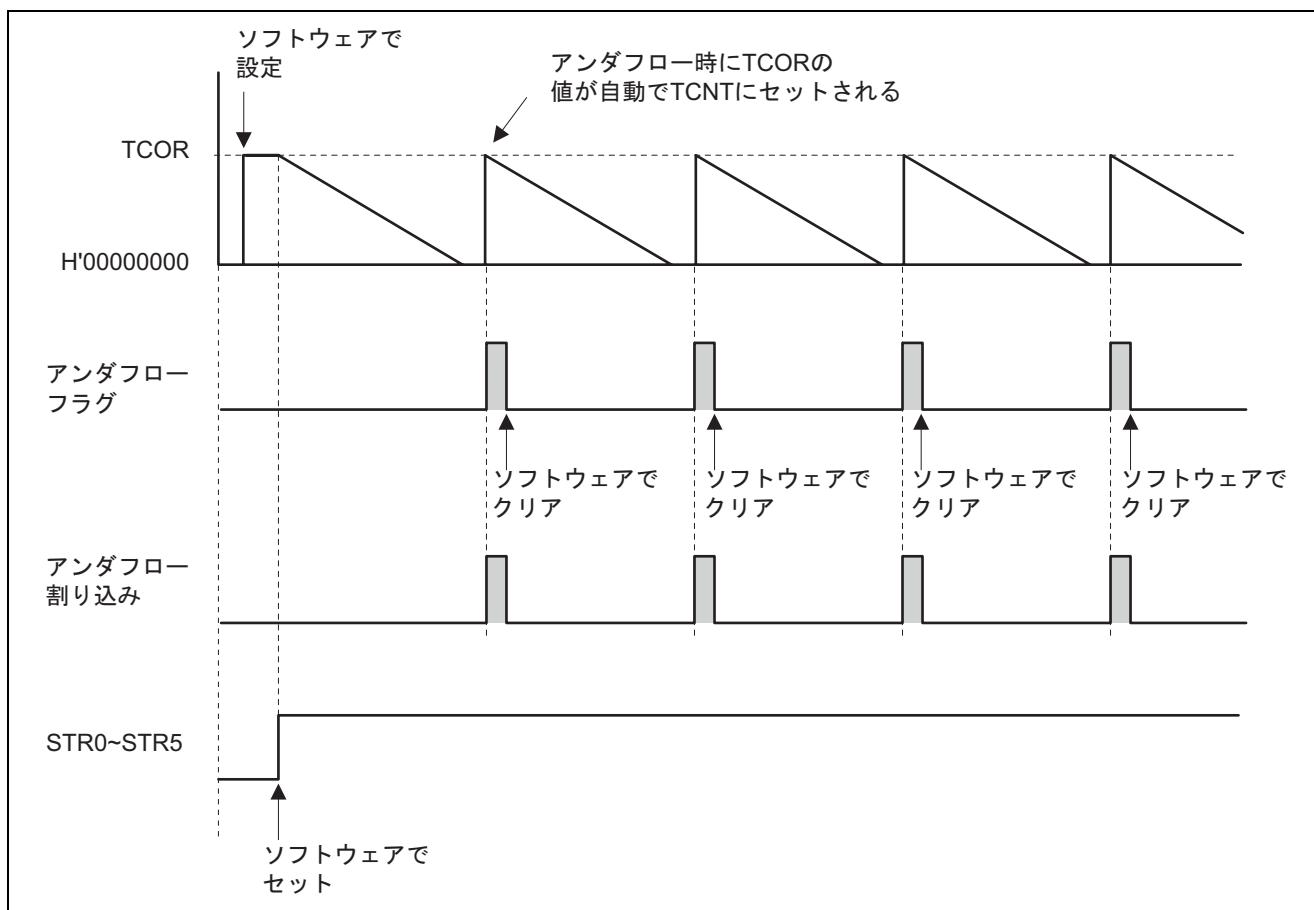 ソフトウェアで
設定
アンダフロー時にTCORの
値が自動でTCNTにセットされる
TCOR
H'00000000
アンダフロー
フラグ
ソフトウェアで
クリア
ソフトウェアで
クリア
ソフトウェアで
クリア
ソフトウェアで
クリア
アンダフロー
割り込み
STR0~STR5
ソフトウェアで
セット